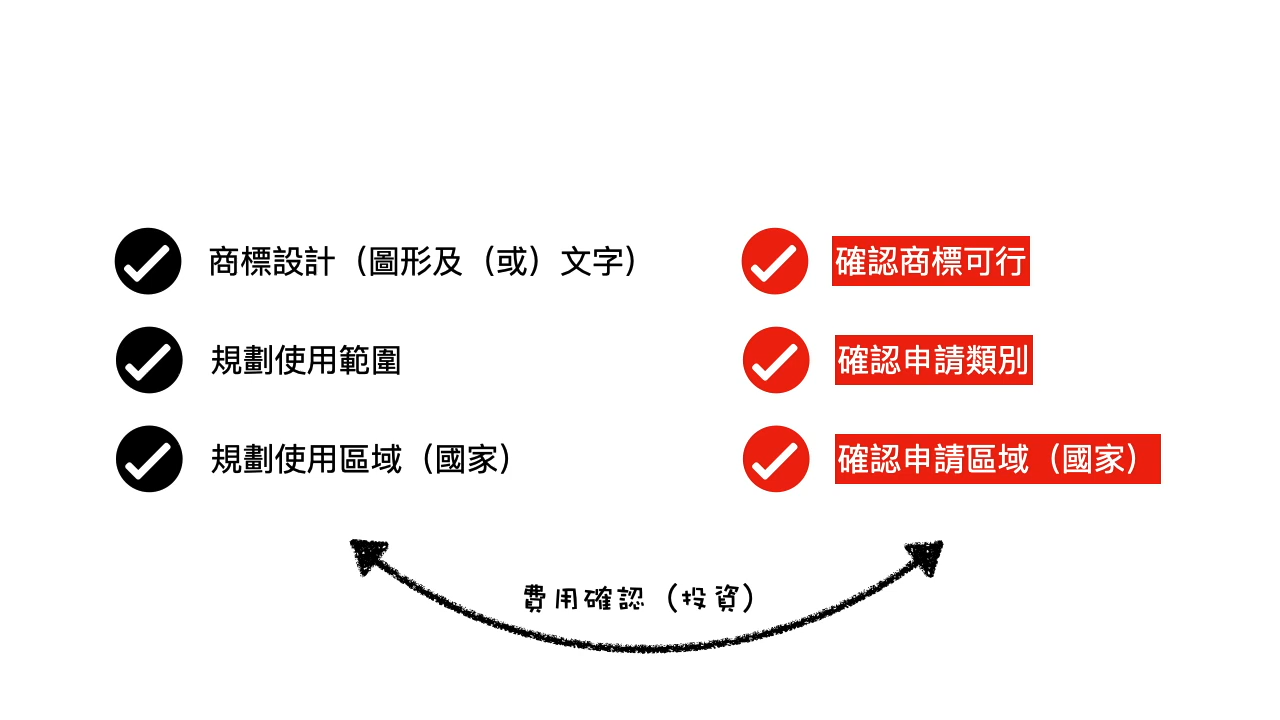 商標設計（圖形及（或）文字）
確認商標可行
規劃使用範圍
確認申請類別
規劃使用區域（國家）
確認申請區域（國家）
費用確認（投資）